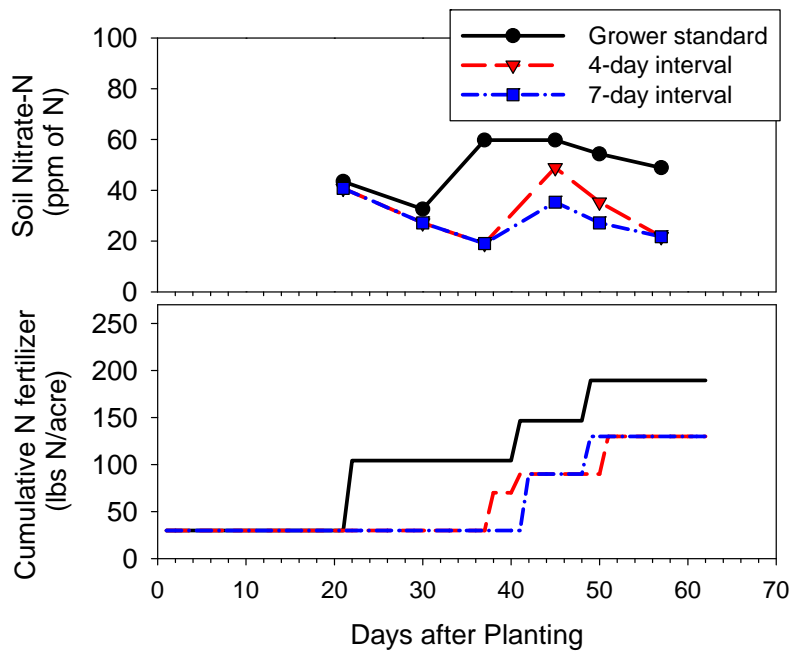 Grower standard
4-day interval
7-day interval
Soil Nitrate-N
(ppm of N)
100
80
60
40
20
0
Cumulative N fertilizer
(lbs N/acre)
250
200
150
100
50
0
0 10 20 30 40 50 60 70
Days after Planting